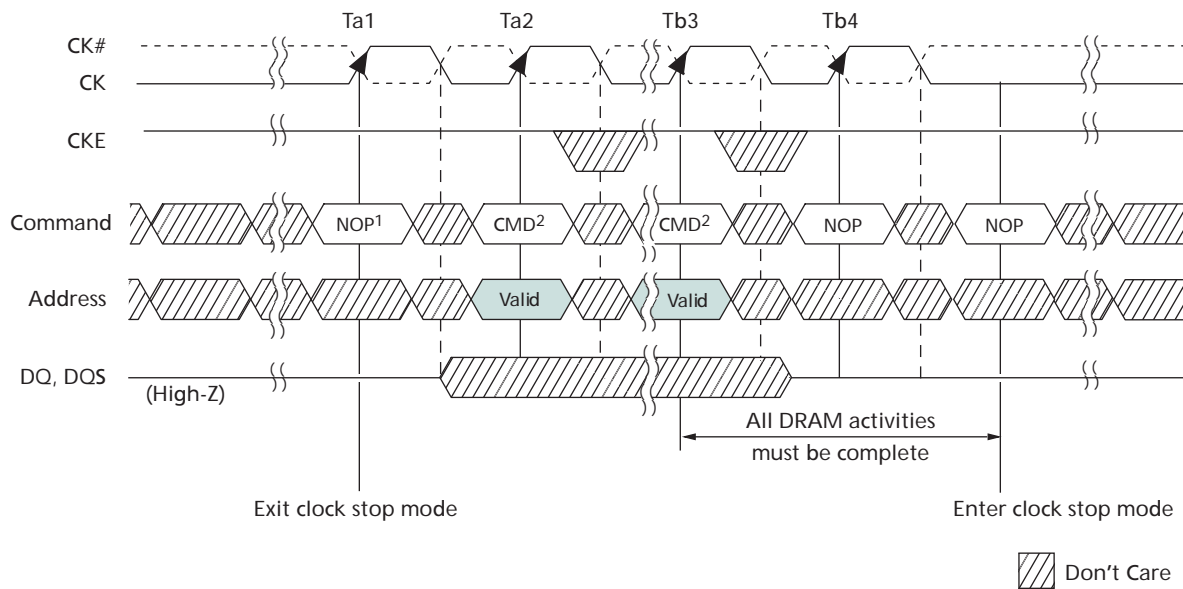 Ta1 Ta2 Tb3 Tb4
CK#
CK
CKE
Command NOP1 CMD2 CMD2 NOP NOP
Address Valid Valid
DQ, DQS
(High-Z)
All DRAM activities
must be complete
Exit clock stop mode Enter clock stop mode
Don't Care